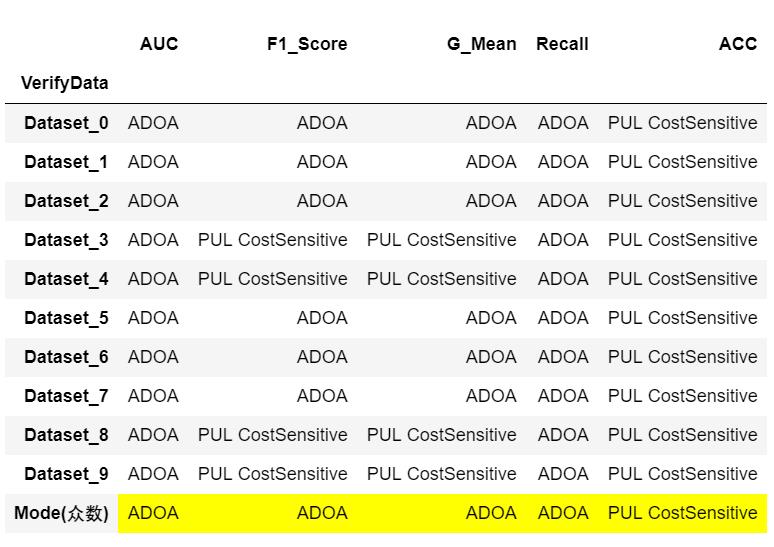 AUC F1_Score G_Mean Recall ACC
VerifyData
Dataset_0 ADOA ADOA ADOA ADOA PUL CostSensitive
Dataset_1 ADOA ADOA ADOA ADOA PUL CostSensitive
Dataset_2 ADOA ADOA ADOA ADOA PUL CostSensitive
Dataset_3 ADOA PUL CostSensitive PUL CostSensitive ADOA PUL CostSensitive
Dataset_4 ADOA PUL CostSensitive PUL CostSensitive ADOA PUL CostSensitive
Dataset_5 ADOA ADOA ADOA ADOA PUL CostSensitive
Dataset_6 ADOA ADOA ADOA ADOA PUL CostSensitive
Dataset_7 ADOA ADOA ADOA ADOA PUL CostSensitive
Dataset_8 ADOA PUL CostSensitive PUL CostSensitive ADOA PUL CostSensitive
Dataset_9 ADOA PUL CostSensitive PUL CostSensitive ADOA PUL CostSensitive
Mode(众数) ADOA ADOA ADOA ADOA PUL CostSensitive